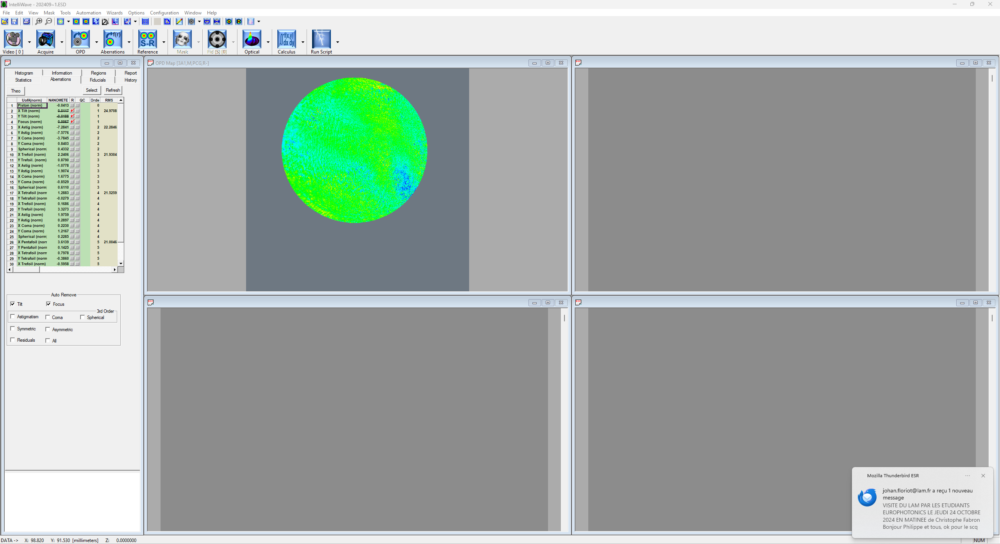 IntelliWave - 202409~1.ESD
File Edit View Mask Tools Automation Wizards Options Configuration Window Help
Video [ 0 ] Acquire OPD Aberrations Reference Mask Fid (S) [0] Optical Calculus Run Script
f(r)
S-R
∫∫f(x,y) dx dy
OPD Map [3A1,M,PCG,R-]
Histogram Information Regions Report
Statistics Aberrations Fiducials History
Theo Select Refresh
UofA(norm) NANOMETE R QC Orde RMS
1 Piston (norm) -0.0413 0
2 X Tilt (norm) 0.0117 1 24.9708
3 Y Tilt (norm) -0.0188 1
4 Focus (norm) 0.0067 1
5 X Astig (norm) -7.2841 2 22.2846
6 Y Astig (norm) -7.5776 2
7 X Coma (norm) -3.7845 2
8 Y Coma (norm) 0.8403 2
9 Spherical (norm 0.4332 2
10 X Trefoil (norm) 2.2406 3 21.9304
11 Y Trefoil. (norm) 0.8790 3
12 X Astig (norm) -1.0778 3
13 Y Astig (norm) 1.9074 3
14 X Coma (norm) 1.6775 3
15 Y Coma (norm) -0.8529 3
16 Spherical (norm 0.6110 3
17 X Tetrafoil (norm 1.2883 4 21.5259
18 Y Tetrafoil (norm -0.0279 4
19 X Trefoil (norm) 0.1686 4
20 Y Trefoil (norm) 3.3273 4
21 X Astig (norm) 1.9759 4
22 Y Astig (norm) 0.2897 4
23 X Coma (norm) 0.2230 4
24 Y Coma (norm) 1.2167 4
25 Spherical (norm 0.2285 4
26 X Pentafoil (norr 3.6139 5 21.0046
27 Y Pentafoil (norn 0.1425 5
28 X Tetrafoil (norm 0.7978 5
29 Y Tetrafoil (norm -0.3860 5
30 X Trefoil (norm) -0.5958 5
Auto Remove
Tilt Focus
3rd Order
Astigmatism Coma Spherical
Symmetric Asymmetric
Residuals All
Mozilla Thunderbird ESR
johan.floriot@lam.fr a reçu 1 nouveau
message
VISITE DU LAM PAR LES ETUDIANTS
EUROPHOTONICS LE JEUDI 24 OCTOBRE
2024 EN MATINEE de Christophe Fabron
Bonjour Philippe et tous, ok pour le scq
DATA -> X: 98.820 Y: 91.530 [millimeters] Z: 0.0000000 NUM